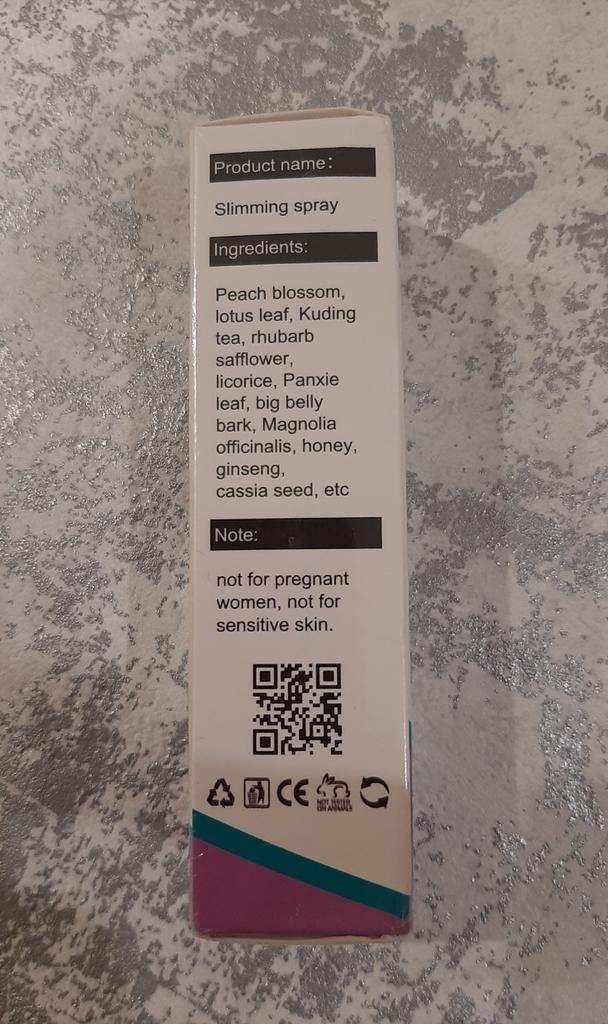 Product name:
Slimming spray
Ingredients:
Peach blossom,
lotus leaf, Kuding
tea, rhubarb
safflower,
licorice, Panxie
leaf, big belly
bark, Magnolia
officinalis, honey,
ginseng,
cassia seed, etc
Note:
not for pregnant
women, not for
sensitive skin.
CE
NOT TESTED
ON ANIMALS